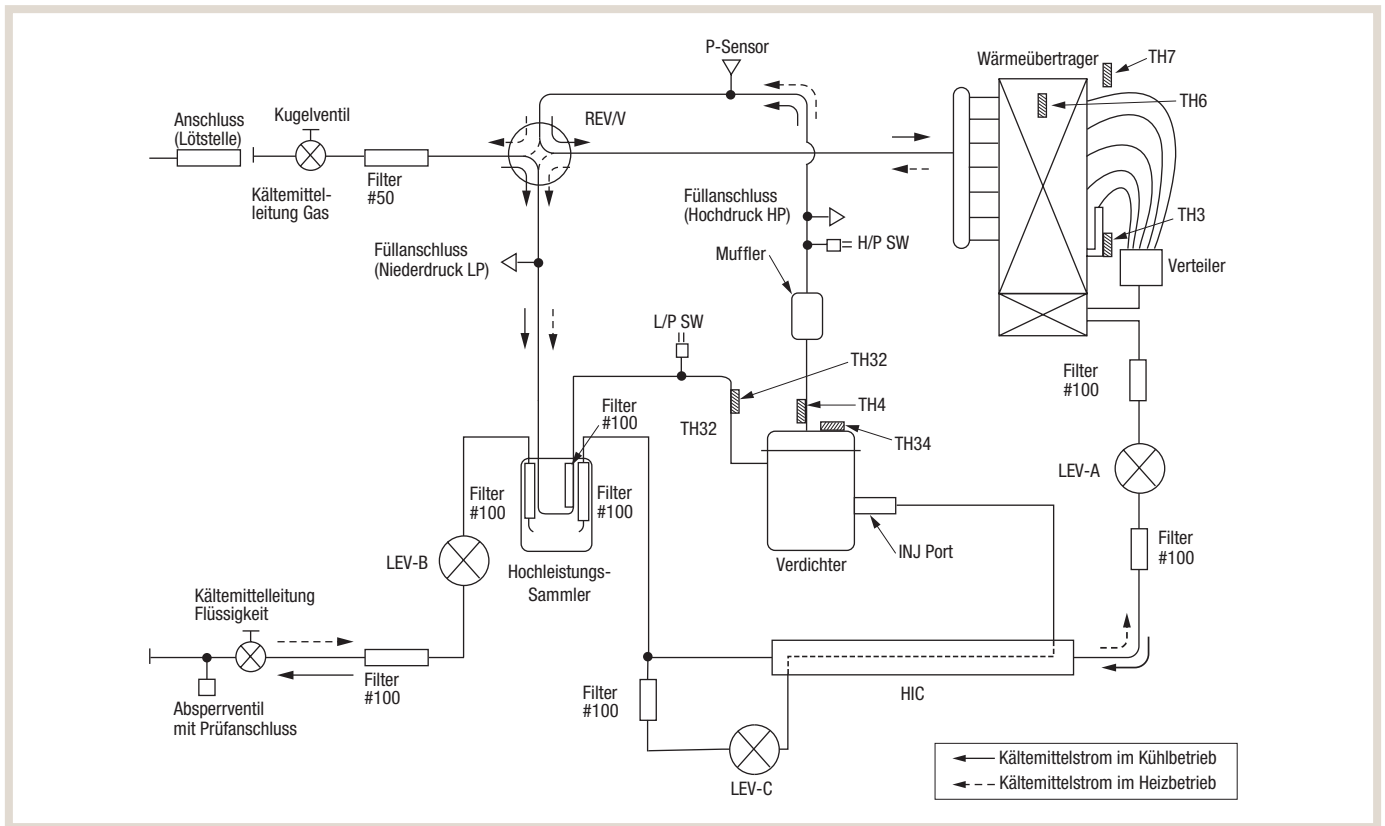 P-Sensor
Wärmeübertrager
TH7
TH6
Anschluss
(Lötstelle)
Kugelventil
REV/V
Filter
#50
Kältemittel-
leitung Gas
Füllanschluss
(Hochdruck HP)
TH3
H/P SW
Füllanschluss
(Niederdruck LP)
Muffler
Verteiler
L/P SW
TH32
Filter
#100
Filter
#100
TH4
TH32
TH34
LEV-A
Filter
#100
Filter
#100
INJ Port
Filter
#100
LEV-B
Verdichter
Hochleistungs-
Sammler
Kältemittelleitung
Flüssigkeit
Filter
#100
Filter
#100
HIC
Absperrventil
mit Prüfanschluss
LEV-C
Kältemittelstrom im Kühlbetrieb
Kältemittelstrom im Heizbetrieb